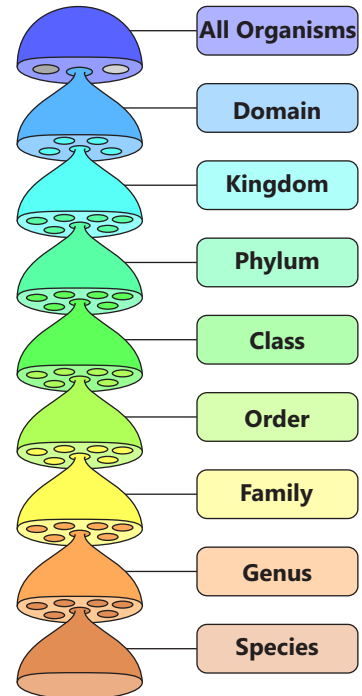 All Organisms
Domain
Kingdom
Phylum
Class
Order
Family
Genus
Species